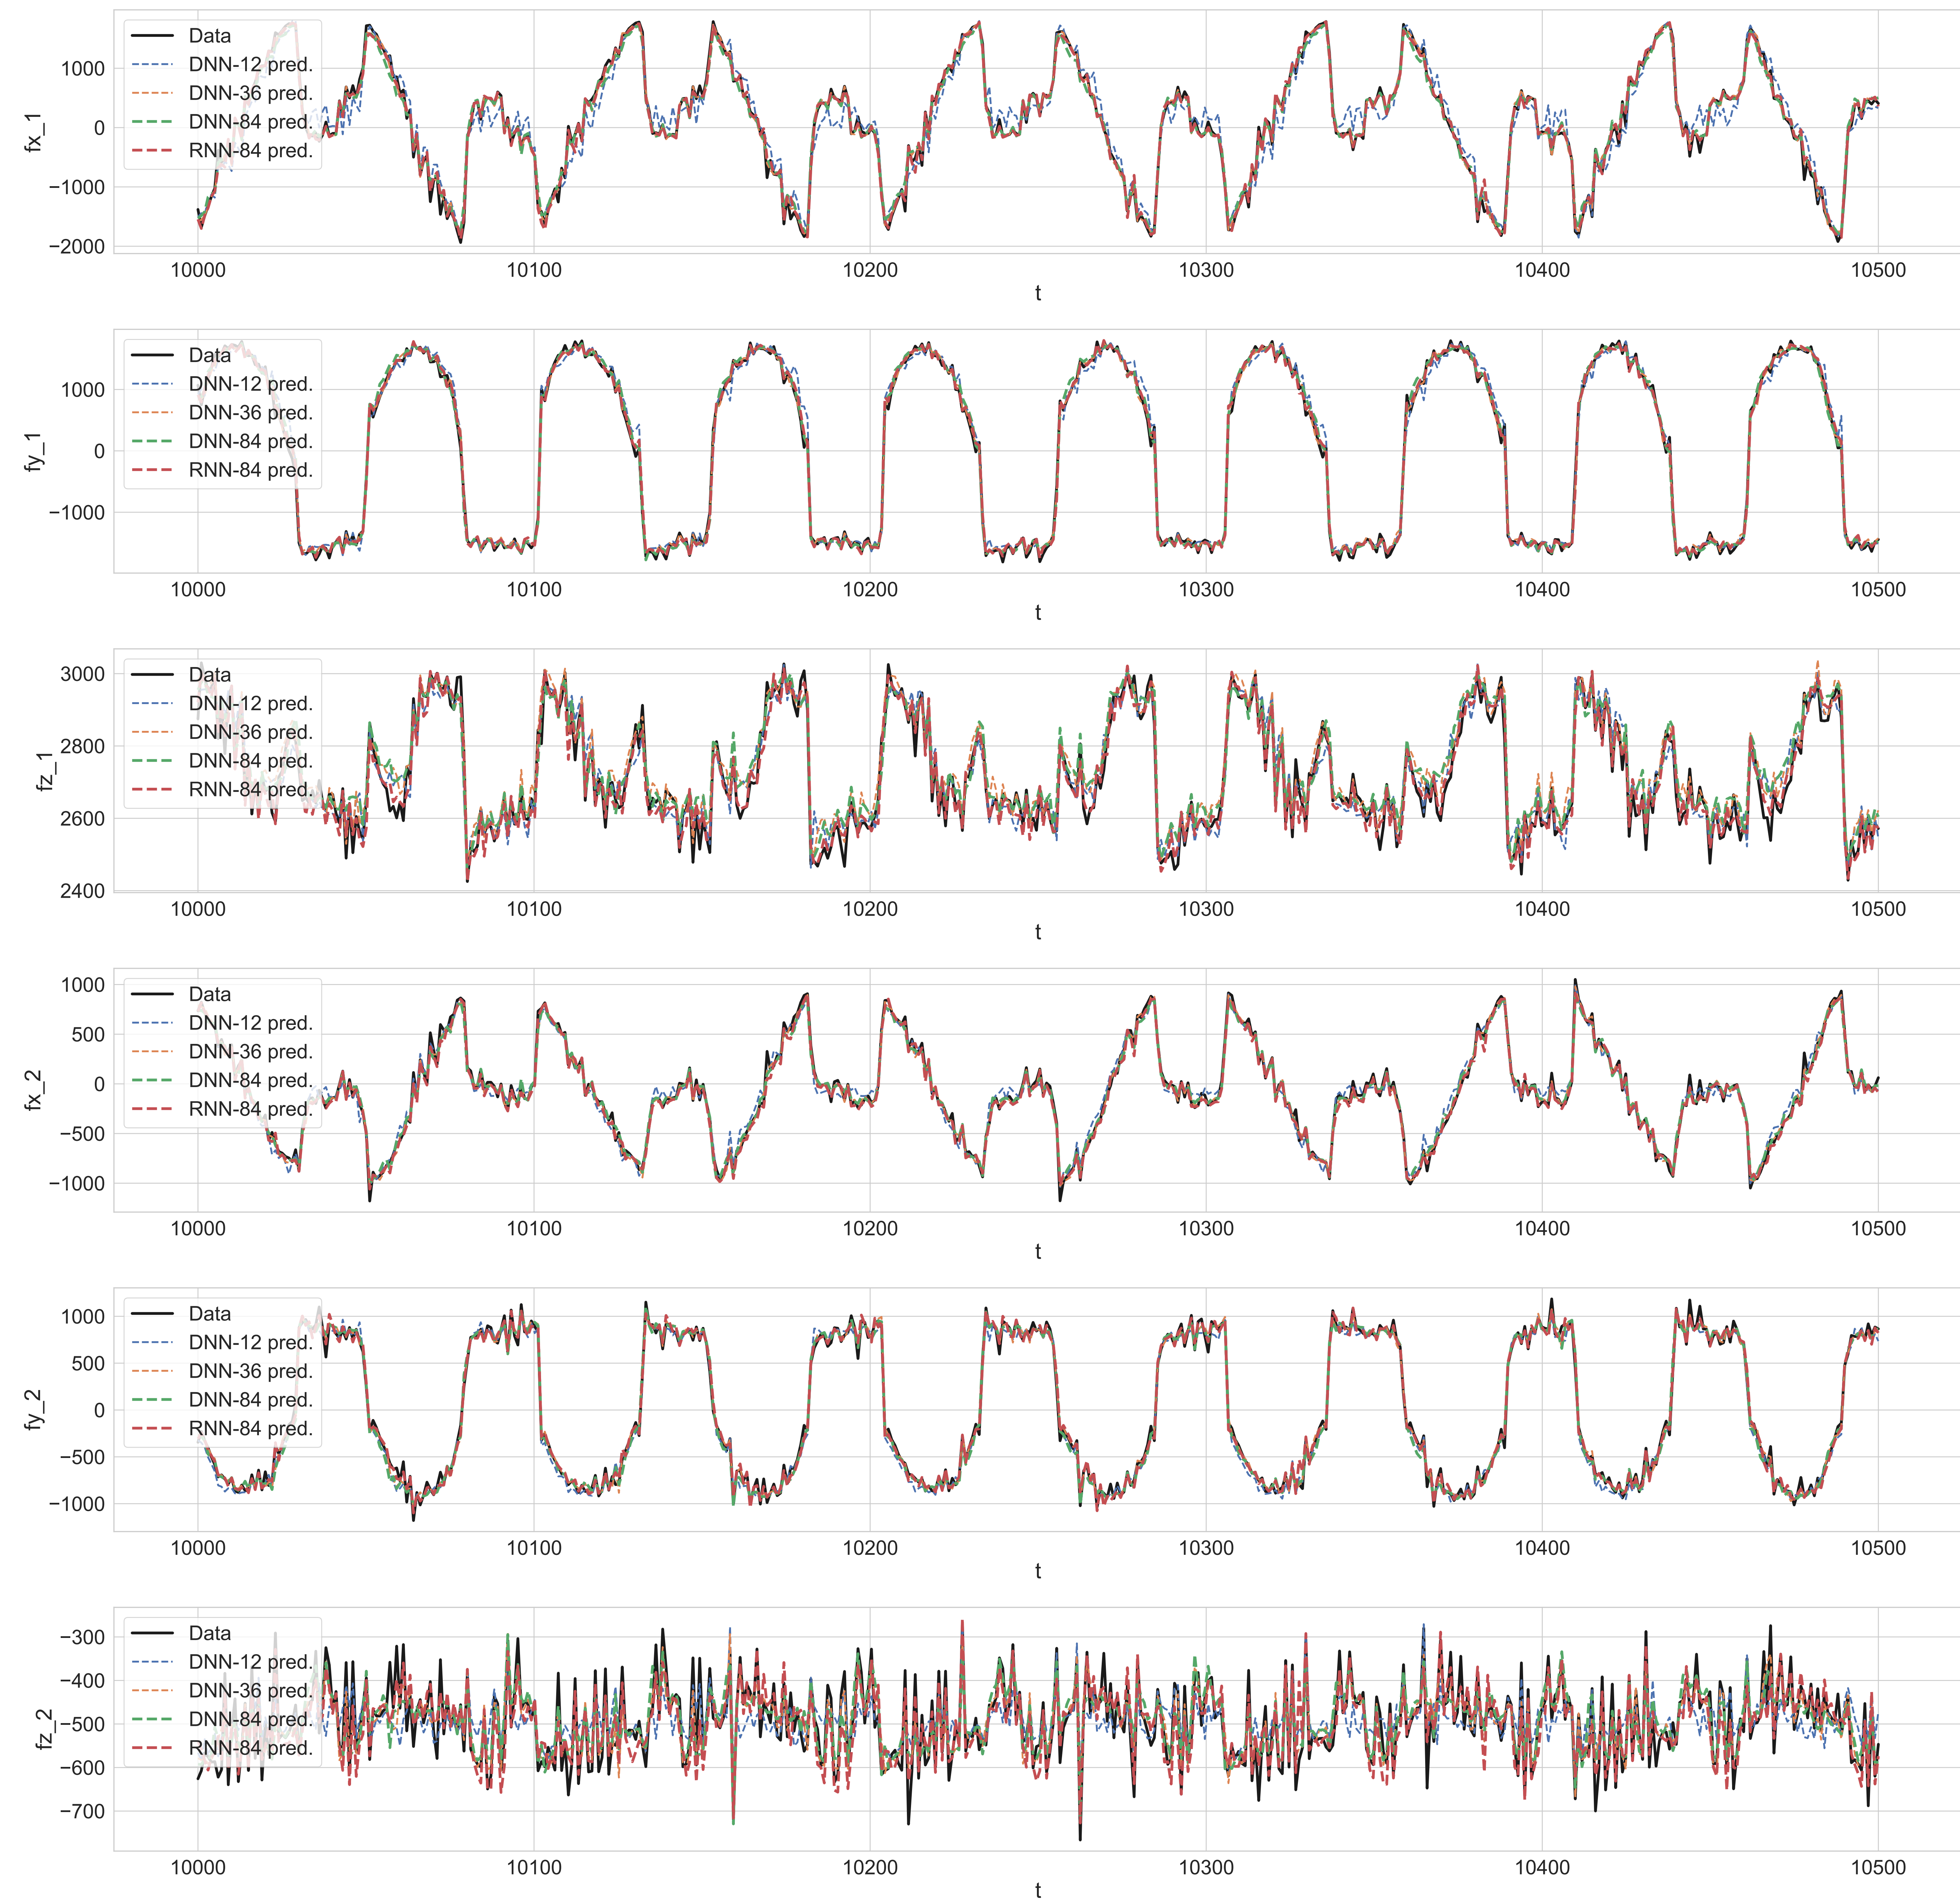 fx_1
1000
0
−1000
−2000
Data
DNN-12 pred.
DNN-36 pred.
DNN-84 pred.
RNN-84 pred.
10000 10100 10200 10300 10400 10500
t
fy_1
1000
0
−1000
Data
DNN-12 pred.
DNN-36 pred.
DNN-84 pred.
RNN-84 pred.
10000 10100 10200 10300 10400 10500
t
fz_1
3000
2800
2600
2400
Data
DNN-12 pred.
DNN-36 pred.
DNN-84 pred.
RNN-84 pred.
10000 10100 10200 10300 10400 10500
t
fx_2
1000
500
0
−500
−1000
Data
DNN-12 pred.
DNN-36 pred.
DNN-84 pred.
RNN-84 pred.
10000 10100 10200 10300 10400 10500
t
fy_2
1000
500
0
−500
−1000
Data
DNN-12 pred.
DNN-36 pred.
DNN-84 pred.
RNN-84 pred.
10000 10100 10200 10300 10400 10500
t
fz_2
−300
−400
−500
−600
−700
Data
DNN-12 pred.
DNN-36 pred.
DNN-84 pred.
RNN-84 pred.
10000 10100 10200 10300 10400 10500
t